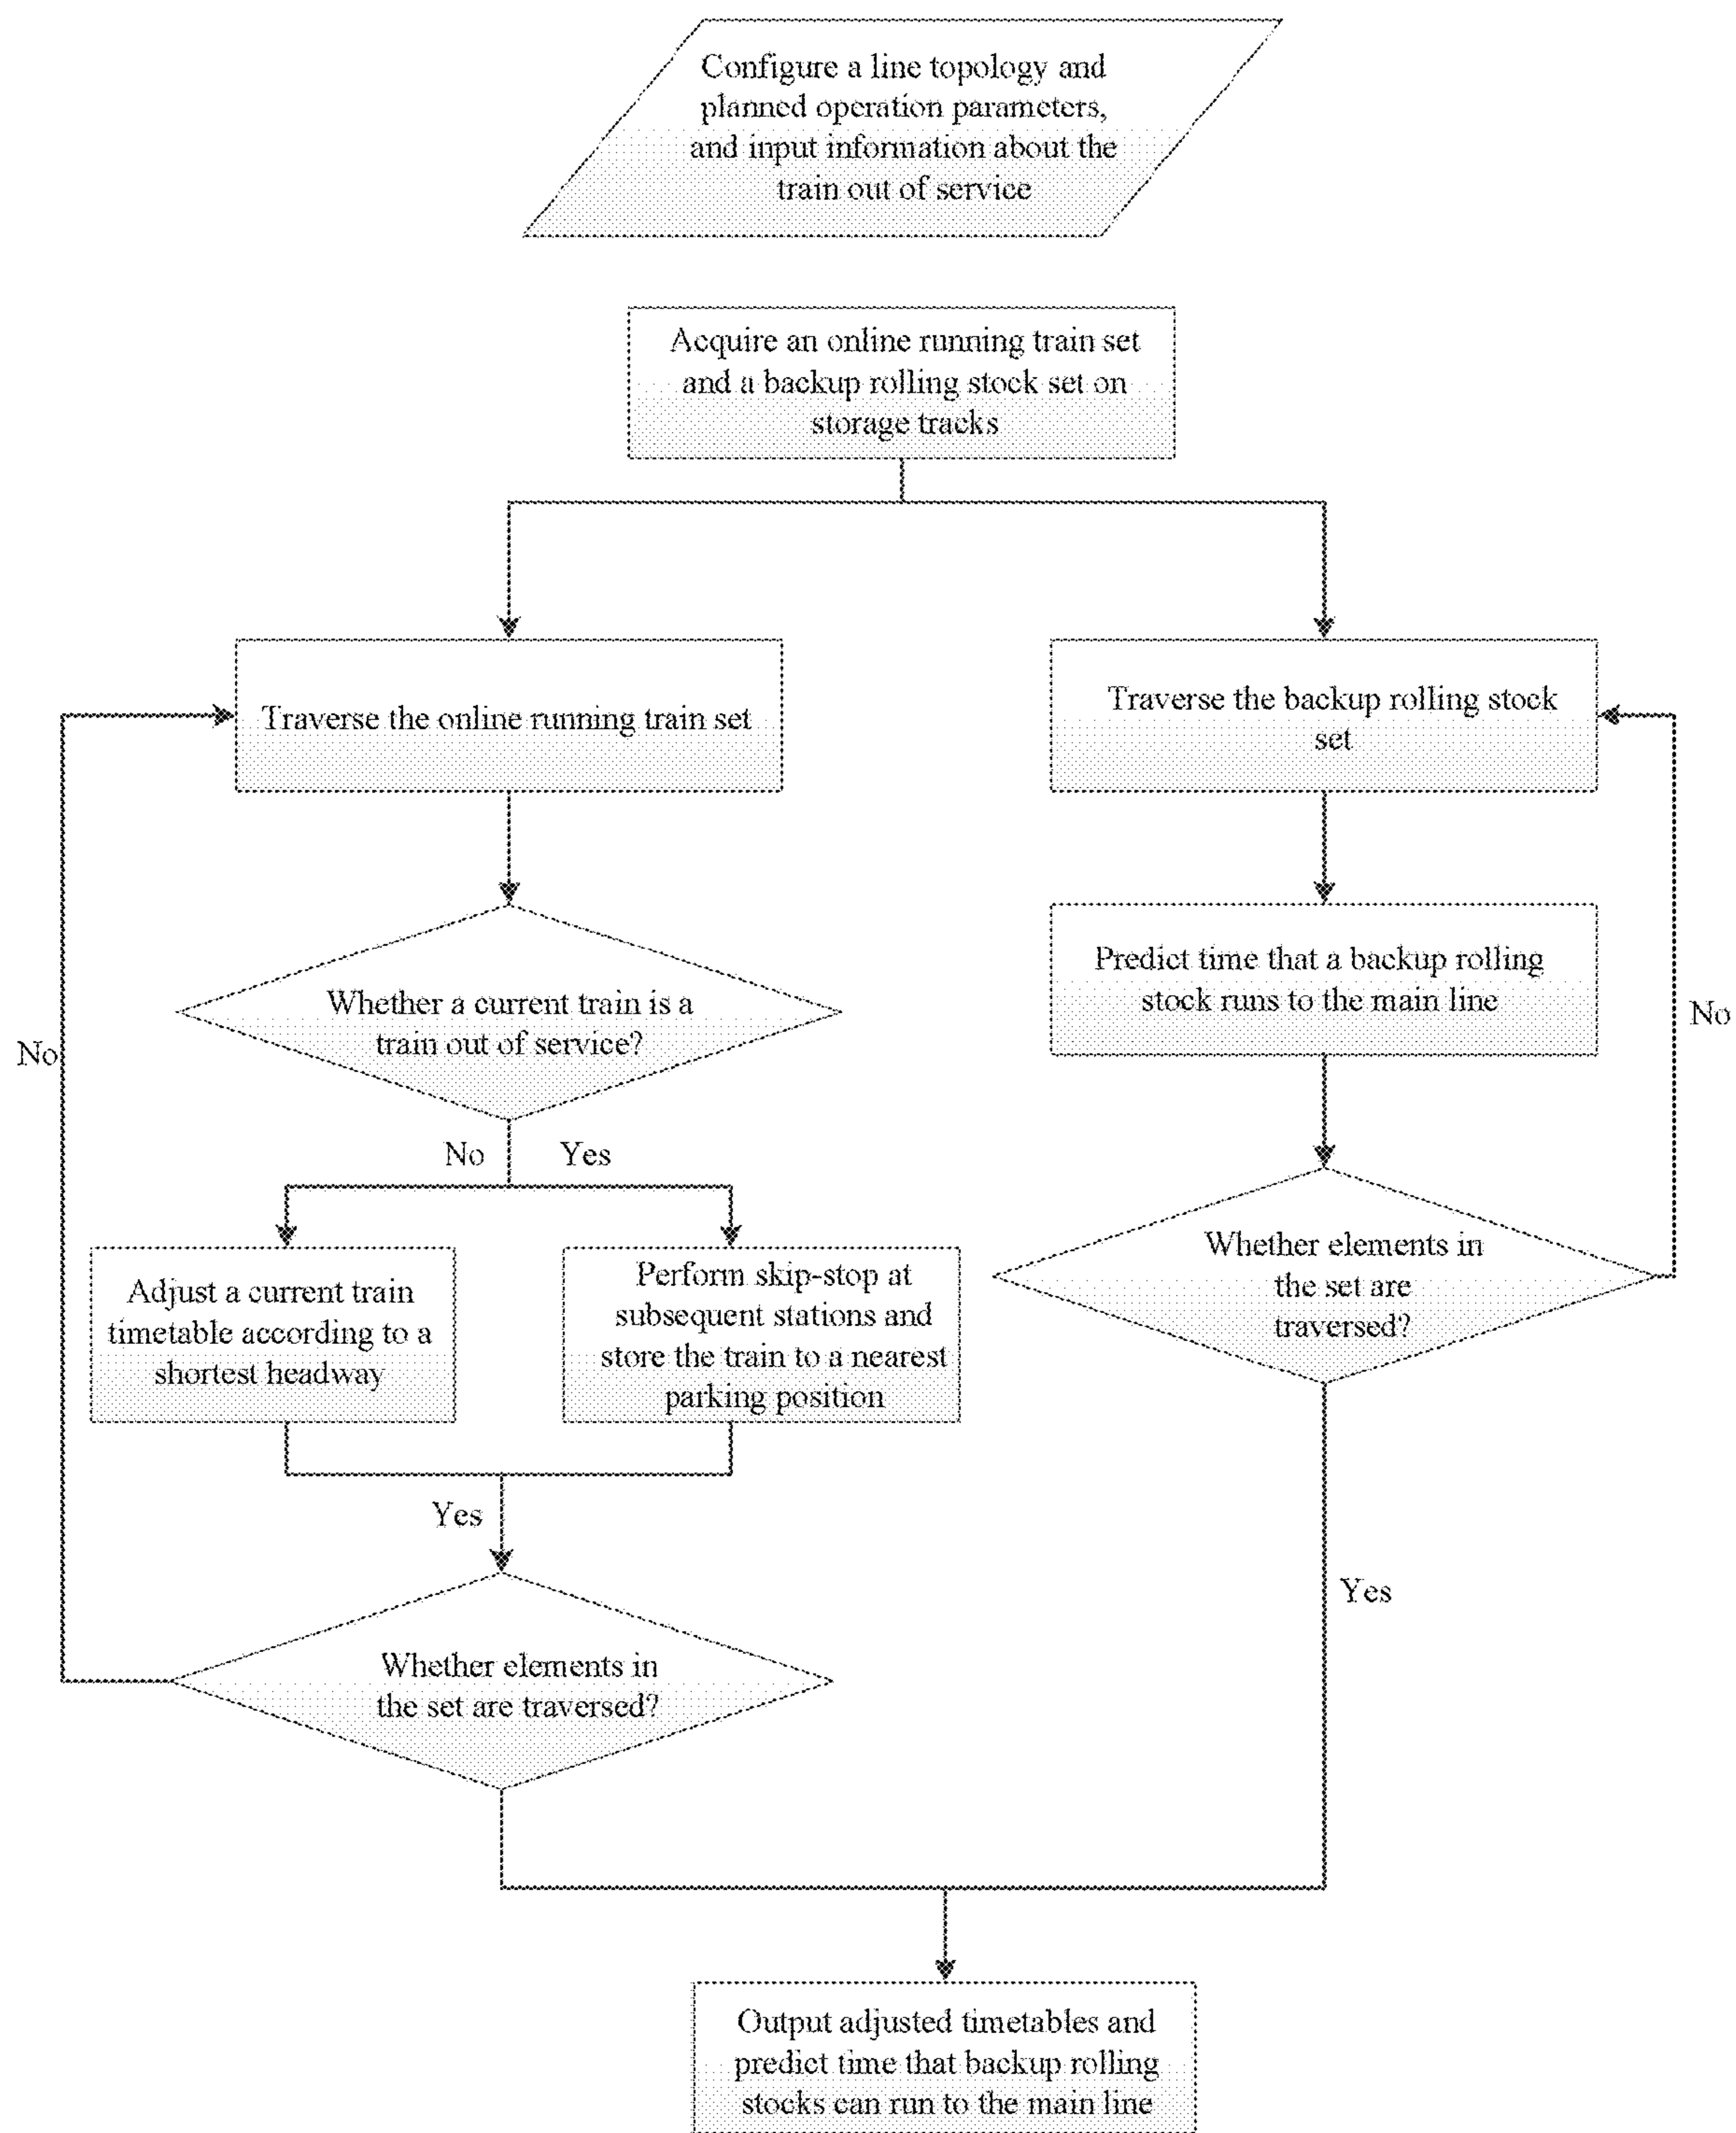 Configure a line topology and
planned operation parameters,
and input information about the
train out of service
Acquire an online running train set
and a backup rolling stock set on
storage tracks
Traverse the online running train set
Traverse the backup rolling stock
set
Whether a current train is a
train out of service?
Predict time that a backup rolling
stock runs to the main line
No
No
No
Yes
Adjust a current train
timetable according to a
shortest headway
Perform skip-stop at
subsequent stations and
store the train to a nearest
parking position
Whether elements in
the set are
traversed?
Yes
Yes
Whether elements in
the set are traversed?
Output adjusted timetables and
predict time that backup rolling
stocks can run to the main line